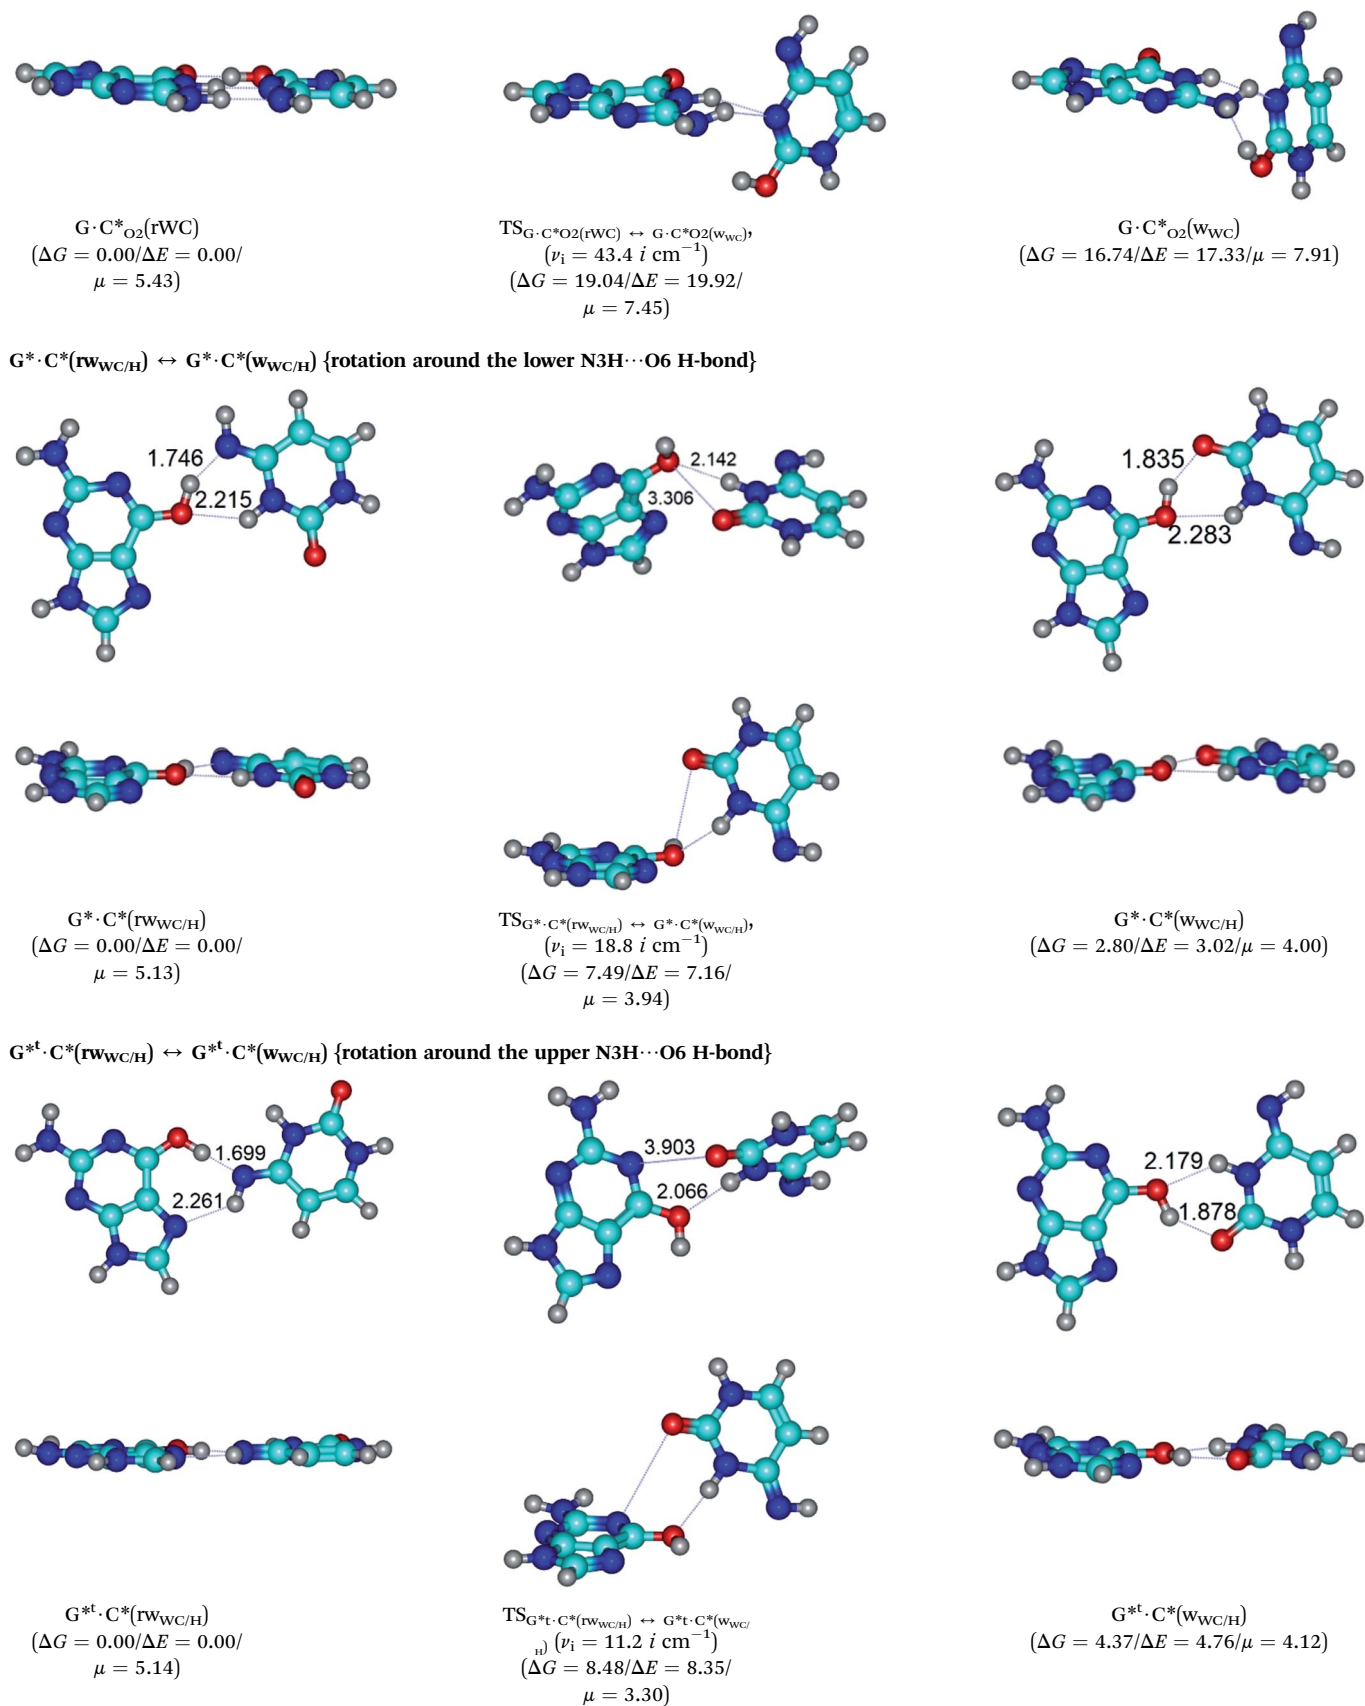 G·C*O2(rWC)
(ΔG = 0.00/ΔE = 0.00/
μ = 5.43)
TSG·C*O2(rWC) ↔ G·C*O2(wWC),
(νi = 43.4 i cm−1)
(ΔG = 19.04/ΔE = 19.92/
μ = 7.45)
G·C*O2(wWC)
(ΔG = 16.74/ΔE = 17.33/μ = 7.91)
G*·C*(rwWC/H) ↔ G*·C*(wWC/H) {rotation around the lower N3H⋯O6 H-bond}
1.746
2.215
2.142
3.306
1.835
2.283
G*·C*(rwWC/H)
(ΔG = 0.00/ΔE = 0.00/
μ = 5.13)
TSG*·C*(rwWC/H) ↔ G*·C*(wWC/H),
(νi = 18.8 i cm−1)
(ΔG = 7.49/ΔE = 7.16/
μ = 3.94)
G*·C*(wWC/H)
(ΔG = 2.80/ΔE = 3.02/μ = 4.00)
G*t·C*(rwWC/H) ↔ G*t·C*(wWC/H) {rotation around the upper N3H⋯O6 H-bond}
1.699
2.261
3.903
2.066
2.179
1.878
G*t·C*(rwWC/H)
(ΔG = 0.00/ΔE = 0.00/
μ = 5.14)
TSG*t·C*(rwWC/H) ↔ G*t·C*(wWC/
H) (νi = 11.2 i cm−1)
(ΔG = 8.48/ΔE = 8.35/
μ = 3.30)
G*t·C*(wWC/H)
(ΔG = 4.37/ΔE = 4.76/μ = 4.12)